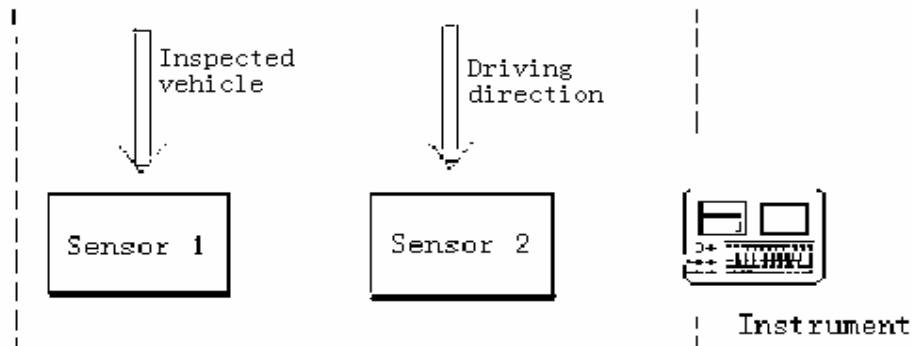 Inspected
vehicle
Driving
direction
Sensor 1
Sensor 2
Instrument